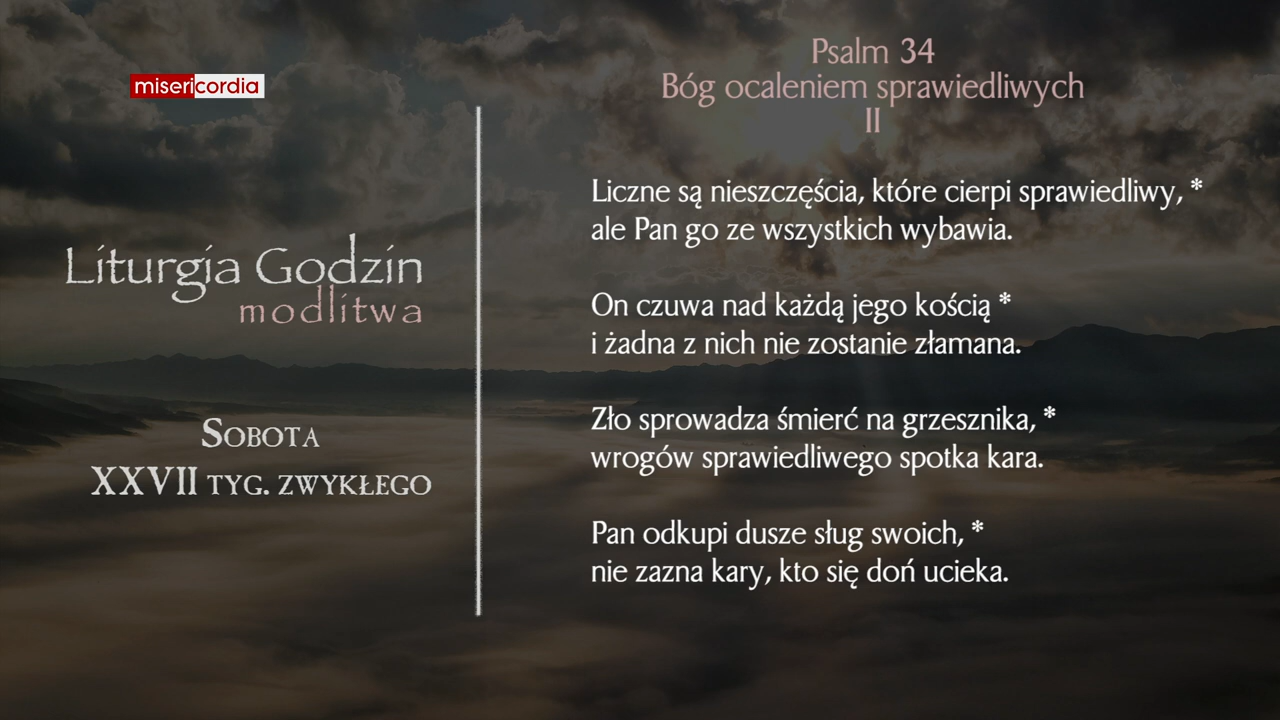 misericordia
Liturgia Godzin
modlitwa
Sobota
XXVII tyg. zwykłego
Psalm 34
Bóg ocaleniem sprawiedliwych
II
Liczne są nieszczęścia, które cierpi sprawiedliwy, *
ale Pan go ze wszystkich wybawia.
On czuwa nad każdą jego kością *
i żadna z nich nie zostanie złamana.
Zło sprowadza śmierć na grzesznika, *
wrogów sprawiedliwego spotka kara.
Pan odkupi dusze sług swoich, *
nie zazna kary, kto się doń ucieka.